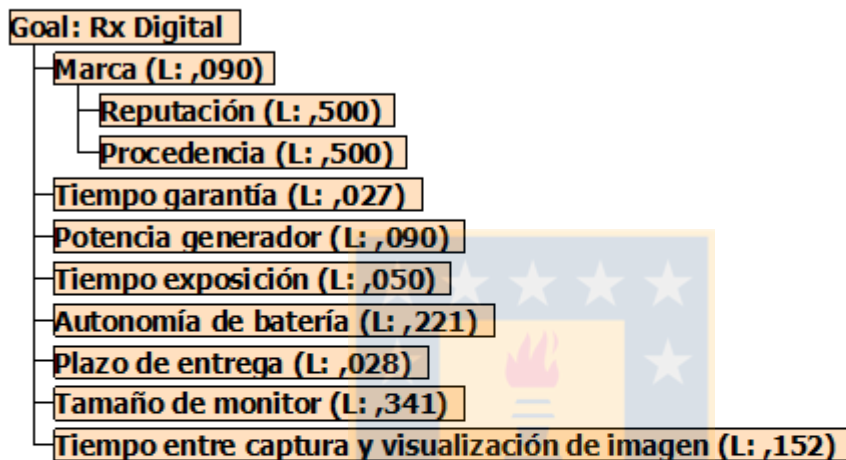 Goal: Rx Digital
Marca (L: ,090)
Reputación (L: ,500)
Procedencia (L: ,500)
Tiempo garantía (L: ,027)
Potencia generador (L: ,090)
Tiempo exposición (L: ,050)
Autonomía de batería (L: ,221)
Plazo de entrega (L: ,028)
Tamaño de monitor (L: ,341)
Tiempo entre captura y visualización de imagen (L: ,152)